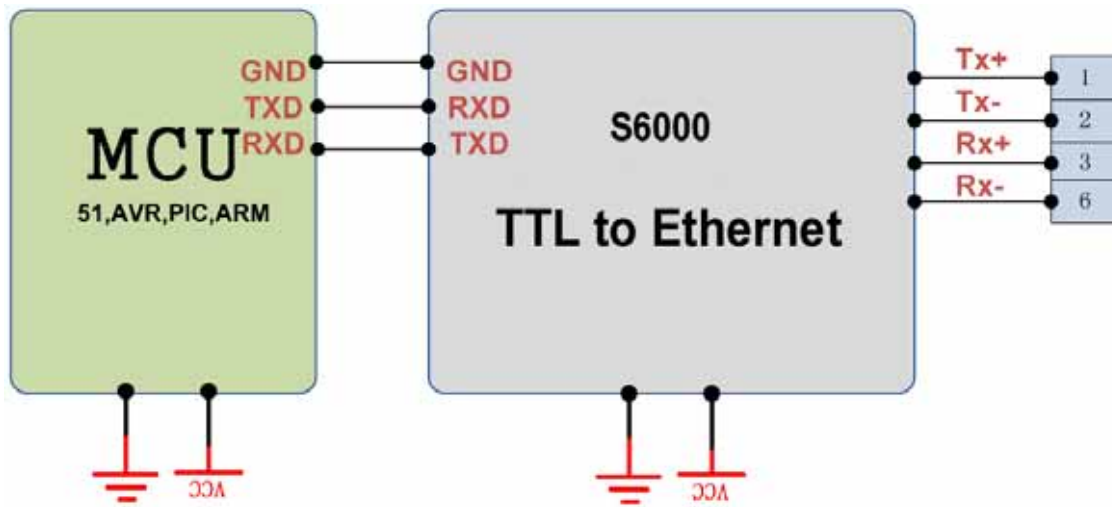 GND
TXD
RXD
MCU
51,AVR,PIC,ARM
GND
RXD
TXD
S6000
TTL to Ethernet
Tx+
Tx-
Rx+
Rx-
1
2
3
6
VCC
VCC